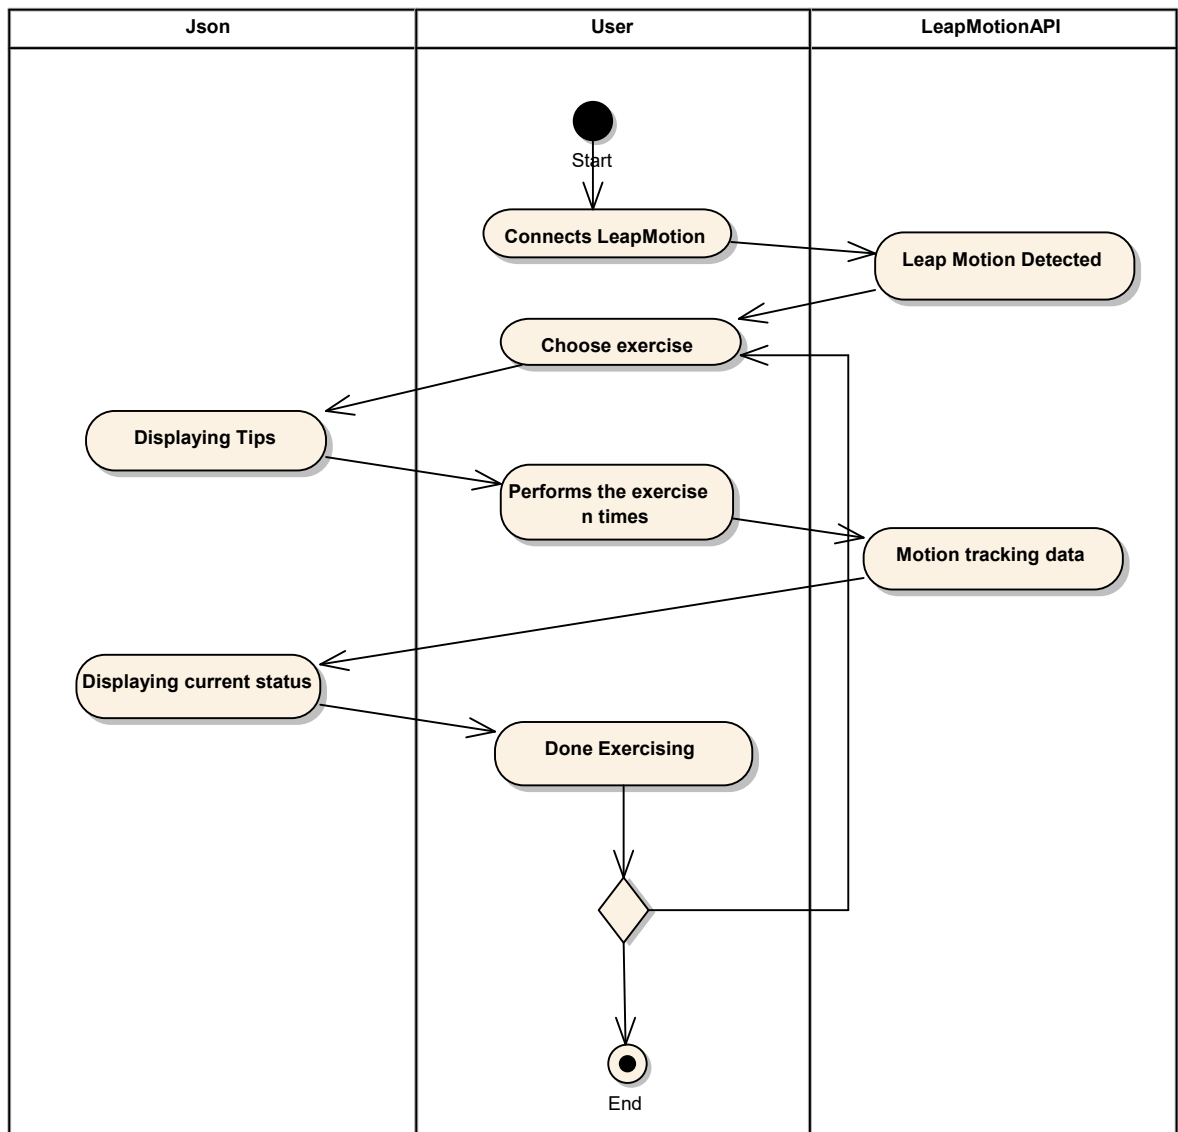 Json
User
LeapMotionAPI
Start
Connects LeapMotion
Leap Motion Detected
Choose exercise
Displaying Tips
Performs the exercise
n times
Motion tracking data
Displaying current status
Done Exercising
End